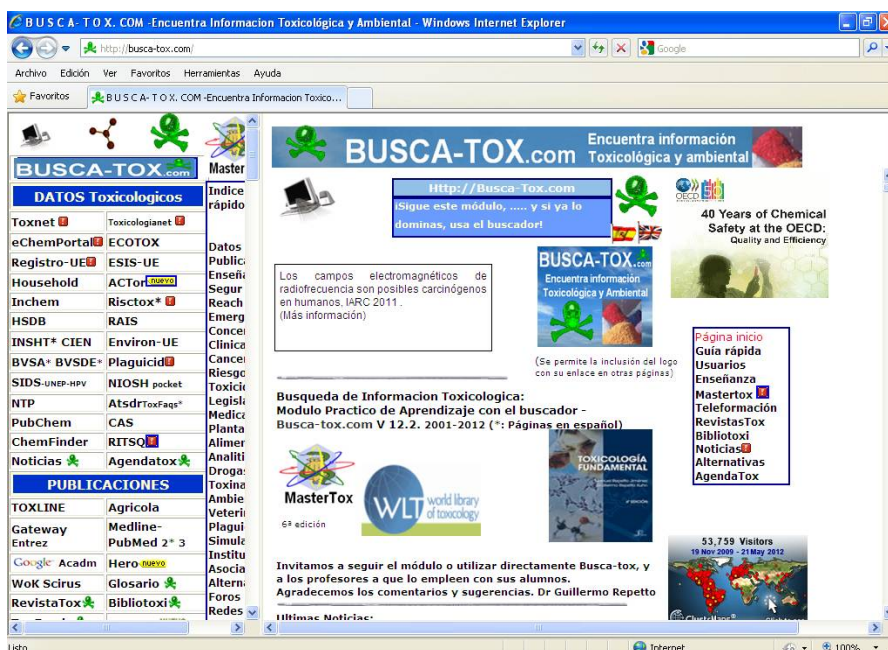 B U S C A- T O X. COM -Encuentra Informacion Toxicológica y Ambiental - Windows Internet Explorer
http://busca-tox.com/
Google
Archivo Edición Ver Favoritos Herramientas Ayuda
Favoritos
B U S C A- T O X. COM -Encuentra Informacion Toxico...
BUSCA-TOX.com
DATOS Toxicologicos
Toxnet Toxicologianet
eChemPortal ECOTOX
Registro-UE ESIS-UE
Household ACTor nuevo
Inchem Risctox*
HSDB RAIS
INSHT* CIEN Environ-UE
BVSA* BVSDE* Plaguicid
SIDS-UNEP-HPV NIOSH pocket
NTP AtsdrToxFaqs*
PubChem CAS
ChemFinder RITSQ
Noticias Agendatox
PUBLICACIONES
TOXLINE Agricola
Gateway Entrez
Medline-PubMed 2* 3
Google Acadm Hero nuevo
WoK Scirus Glosario
RevistaTox Bibliotoxi
Master
Indice
rápido
Datos
Public
Enseña
Segur
Reach
Emerg
Concer
Clinica
Cancer
Riesgo
Toxici
Legisla
Medica
Planta
Alimer
Analiti
Drogas
Toxina
Ambie
Veteri
Plagui
Simula
Institu
Asocia
Altern
Foros
Redes
BUSCA-TOX.com
Encuentra información
Toxicológica y ambiental
Http://Busca-Tox.com
¡Sigue este módulo, ..... y si ya lo
dominas, usa el buscador!
OECD
40 Years of Chemical
Safety at the OECD:
Quality and Efficiency
Los campos electromagnéticos de
radiofrecuencia son posibles carcinógenos
en humanos, IARC 2011 .
(Más información)
BUSCA-TOX.com
Encuentra información
Toxicológica y Ambiental
(Se permite la inclusión del logo
con su enlace en otras páginas)
Página inicio
Guía rápida
Usuarios
Enseñanza
Mastertox
Teleformación
RevistasTox
Bibliotoxi
Noticias
Alternativas
AgendaTox
Busqueda de Informacion Toxicologica:
Modulo Practico de Aprendizaje con el buscador -
Busca-tox.com V 12.2. 2001-2012 (*: Páginas en español)
MasterTox
6ª edición
WLT world library
of toxicology
TOXICOLOGÍA
FUNDAMENTAL
53,759 Visitors
19 Nov 2009 - 21 May 2012
ClustrMaps
Invitamos a seguir el módulo o utilizar directamente Busca-tox, y
a los profesores a que lo empleen con sus alumnos.
Agradecemos los comentarios y sugerencias. Dr Guillermo Repetto
Ultimas Noticias:
Listo
Internet
100%